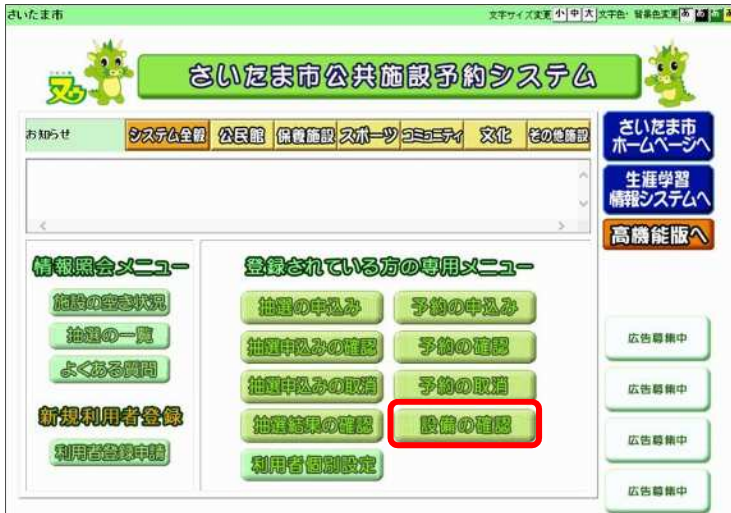 さいたま市
文字サイズ変更 小 中 大 文字色・背景色変更 あ あ あ
さいたま市公共施設予約システム
お知らせ
システム全般 公民館 保養施設 スポーツ コミュニティ 文化 その他施設
さいたま市
ホームページへ
生涯学習
情報システムへ
高機能版へ
情報照会メニュー
施設の空き状況
抽選の一覧
よくある質問
新規利用者登録
利用者登録申請
登録されている方の専用メニュー
抽選の申込み 予約の申込み
抽選申込みの確認 予約の確認
抽選申込みの取消 予約の取消
抽選結果の確認 設備の確認
利用者個別設定
広告募集中
広告募集中
広告募集中
広告募集中